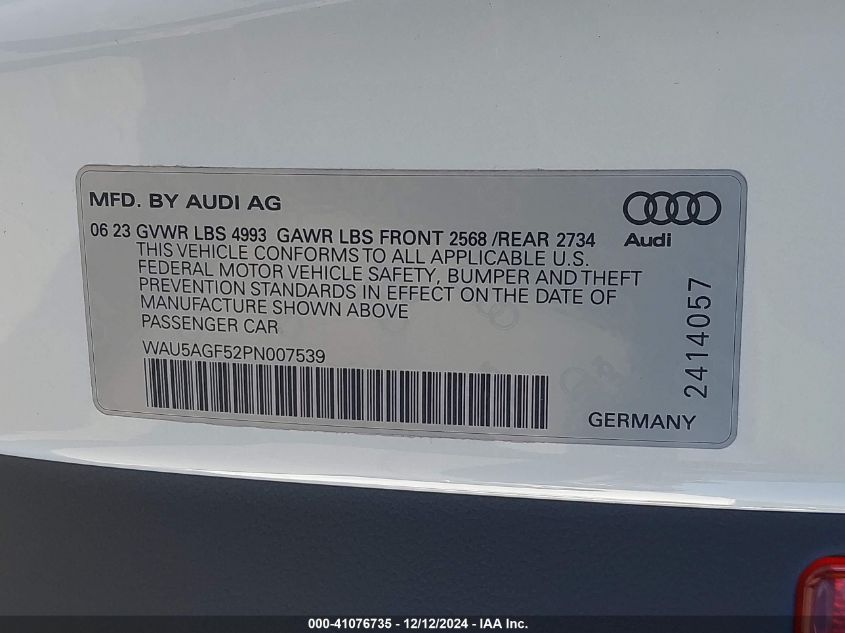 MFD. BY AUDI AG
06 23 GVWR LBS 4993 GAWR LBS FRONT 2568 /REAR 2734
THIS VEHICLE CONFORMS TO ALL APPLICABLE U.S.
FEDERAL MOTOR VEHICLE SAFETY, BUMPER AND THEFT
PREVENTION STANDARDS IN EFFECT ON THE DATE OF
MANUFACTURE SHOWN ABOVE
PASSENGER CAR
WAU5AGF52PN007539
Audi
2414057
GERMANY
000-41076735 - 12/12/2024 - IAA Inc.